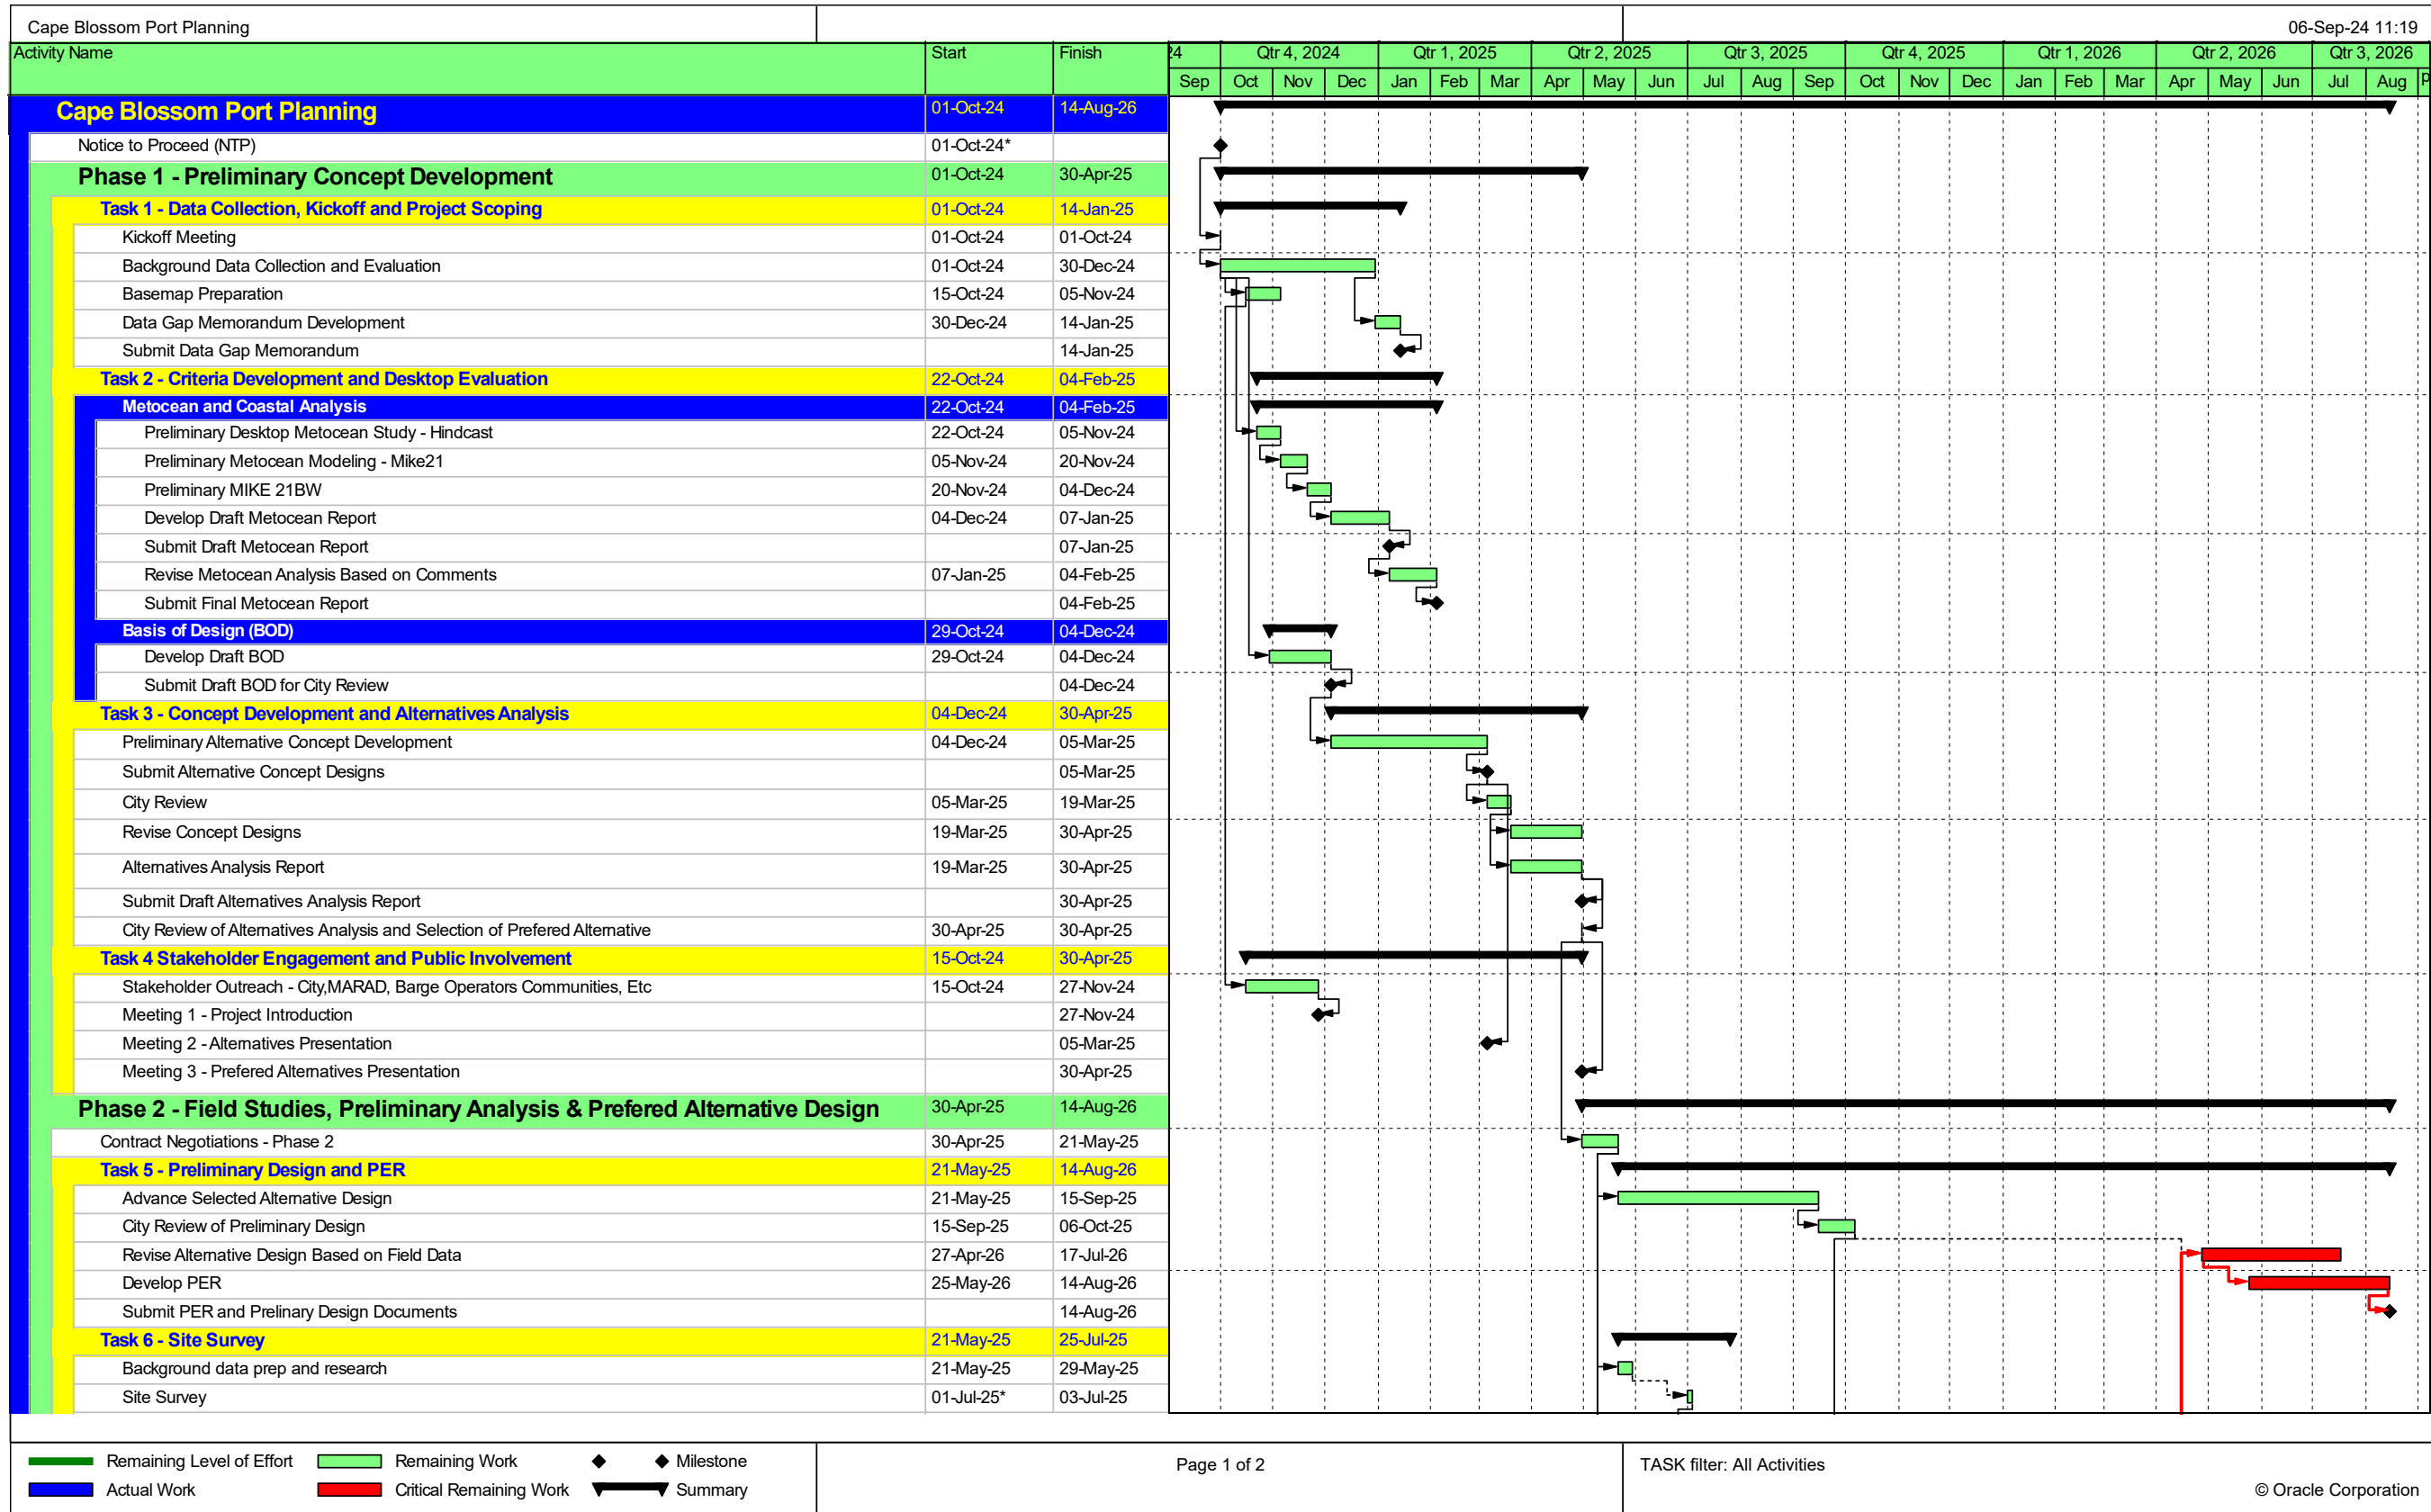 Cape Blossom Port Planning 06-Sep-24 11:19
Activity Name Start Finish 24 Qtr 4, 2024 Qtr 1, 2025 Qtr 2, 2025 Qtr 3, 2025 Qtr 4, 2025 Qtr 1, 2026 Qtr 2, 2026 Qtr 3, 2026
Sep Oct Nov Dec Jan Feb Mar Apr May Jun Jul Aug Sep Oct Nov Dec Jan Feb Mar Apr May Jun Jul Aug p
Cape Blossom Port Planning 01-Oct-24 14-Aug-26
Notice to Proceed (NTP) 01-Oct-24*
Phase 1 - Preliminary Concept Development 01-Oct-24 30-Apr-25
Task 1 - Data Collection, Kickoff and Project Scoping 01-Oct-24 14-Jan-25
Kickoff Meeting 01-Oct-24 01-Oct-24
Background Data Collection and Evaluation 01-Oct-24 30-Dec-24
Basemap Preparation 15-Oct-24 05-Nov-24
Data Gap Memorandum Development 30-Dec-24 14-Jan-25
Submit Data Gap Memorandum 14-Jan-25
Task 2 - Criteria Development and Desktop Evaluation 22-Oct-24 04-Feb-25
Metocean and Coastal Analysis 22-Oct-24 04-Feb-25
Preliminary Desktop Metocean Study - Hindcast 22-Oct-24 05-Nov-24
Preliminary Metocean Modeling - Mike21 05-Nov-24 20-Nov-24
Preliminary MIKE 21BW 20-Nov-24 04-Dec-24
Develop Draft Metocean Report 04-Dec-24 07-Jan-25
Submit Draft Metocean Report 07-Jan-25
Revise Metocean Analysis Based on Comments 07-Jan-25 04-Feb-25
Submit Final Metocean Report 04-Feb-25
Basis of Design (BOD) 29-Oct-24 04-Dec-24
Develop Draft BOD 29-Oct-24 04-Dec-24
Submit Draft BOD for City Review 04-Dec-24
Task 3 - Concept Development and Alternatives Analysis 04-Dec-24 30-Apr-25
Preliminary Alternative Concept Development 04-Dec-24 05-Mar-25
Submit Alternative Concept Designs 05-Mar-25
City Review 05-Mar-25 19-Mar-25
Revise Concept Designs 19-Mar-25 30-Apr-25
Alternatives Analysis Report 19-Mar-25 30-Apr-25
Submit Draft Alternatives Analysis Report 30-Apr-25
City Review of Alternatives Analysis and Selection of Prefered Alternative 30-Apr-25 30-Apr-25
Task 4 Stakeholder Engagement and Public Involvement 15-Oct-24 30-Apr-25
Stakeholder Outreach - City,MARAD, Barge Operators Communities, Etc 15-Oct-24 27-Nov-24
Meeting 1 - Project Introduction 27-Nov-24
Meeting 2 - Alternatives Presentation 05-Mar-25
Meeting 3 - Prefered Alternatives Presentation 30-Apr-25
Phase 2 - Field Studies, Preliminary Analysis & Prefered Alternative Design 30-Apr-25 14-Aug-26
Contract Negotiations - Phase 2 30-Apr-25 21-May-25
Task 5 - Preliminary Design and PER 21-May-25 14-Aug-26
Advance Selected Alternative Design 21-May-25 15-Sep-25
City Review of Preliminary Design 15-Sep-25 06-Oct-25
Revise Alternative Design Based on Field Data 27-Apr-26 17-Jul-26
Develop PER 25-May-26 14-Aug-26
Submit PER and Prelinary Design Documents 14-Aug-26
Task 6 - Site Survey 21-May-25 25-Jul-25
Background data prep and research 21-May-25 29-May-25
Site Survey 01-Jul-25* 03-Jul-25
Remaining Level of Effort Remaining Work Milestone Page 1 of 2 TASK filter: All Activities
Actual Work Critical Remaining Work Summary © Oracle Corporation